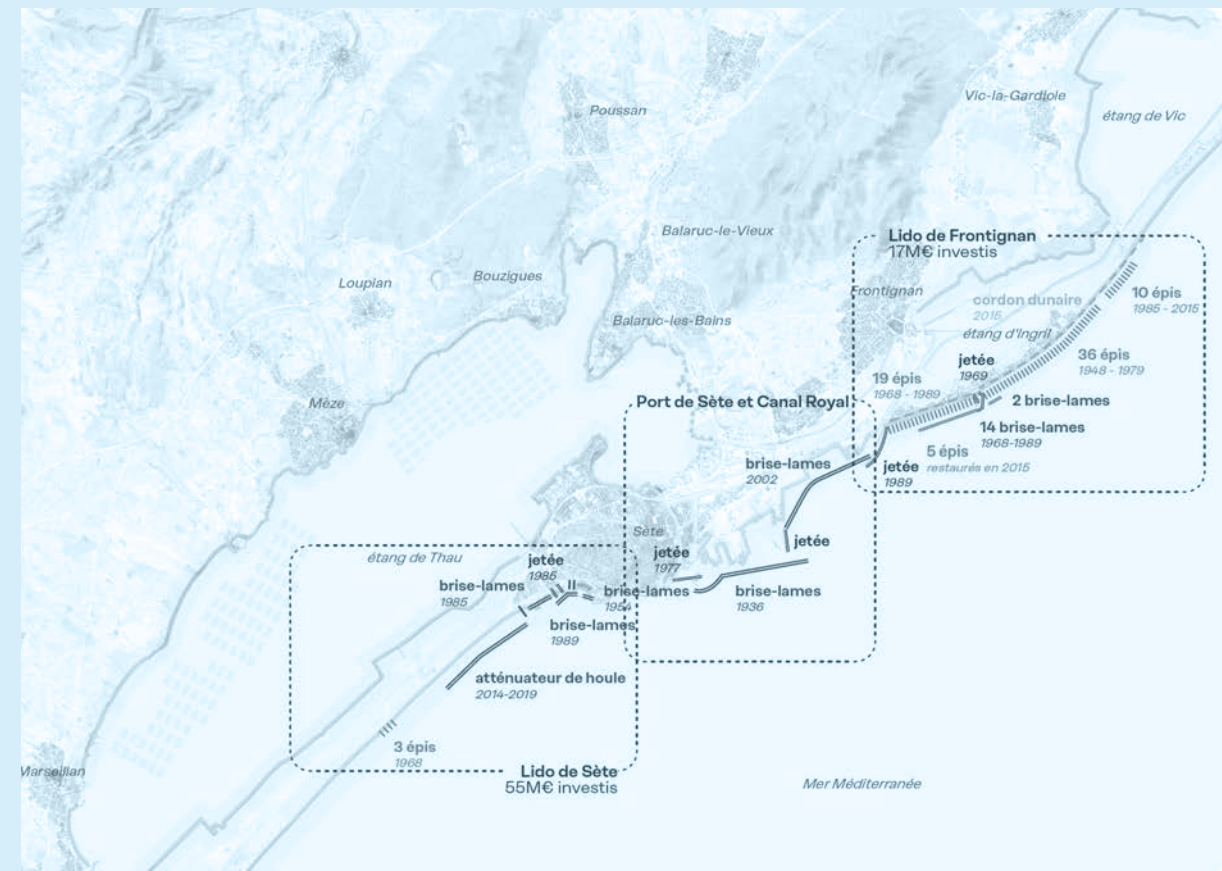 Vic-la-Gardiole
étang de Vic
Poussan
Balaruc-le-Vieux
Lido de Frontignan
17M€ investis
Loupian
Bouzigues
Frontignan
10 épis
1985 - 2015
cordon dunaire
2015
étang d'Ingril
Balaruc-les-Bains
36 épis
1948 - 1979
jetée
1969
19 épis
1968 - 1989
2 brise-lames
Mèze
Port de Sète et Canal Royal
14 brise-lames
1968-1989
5 épis
restaurés en 2015
brise-lames
2002
jetée
1989
Sète
jetée
étang de Thau
jetée
1985
jetée
1977
brise-lames
1985
brise-lames
1954
brise-lames
1936
brise-lames
1989
atténuateur de houle
2014-2019
3 épis
1968
Marseillan
Lido de Sète
55M€ investis
Mer Méditerranée